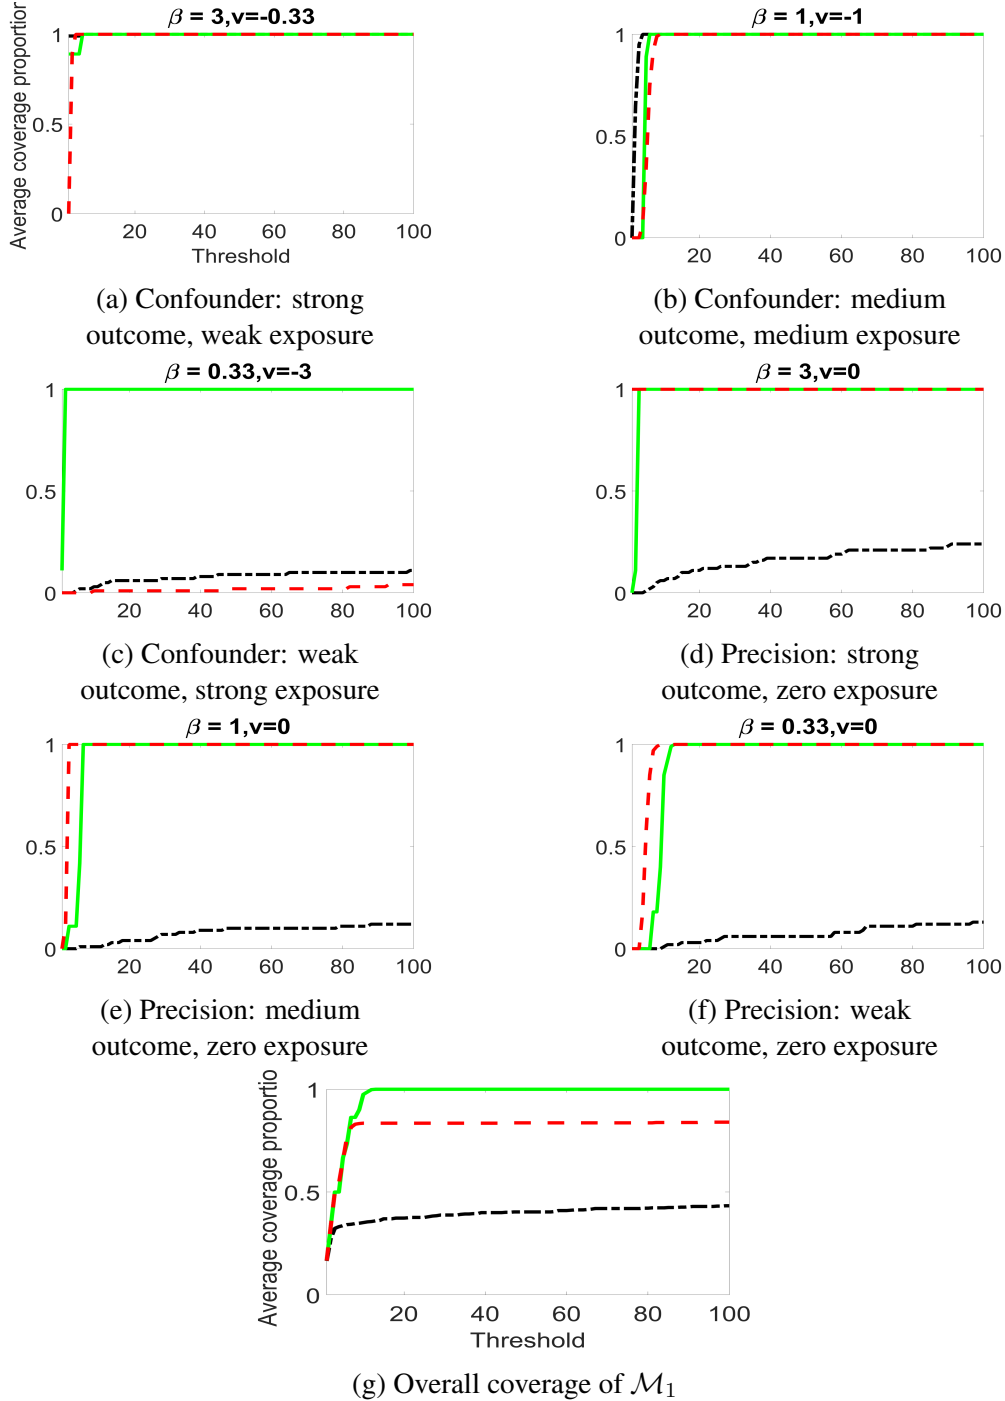 β = 3,v=-0.33
Average coverage proportion
1
0.5
0
20 40 60 80 100
Threshold
(a) Confounder: strong
outcome, weak exposure
β = 1,v=-1
1
0.5
0
20 40 60 80 100
(b) Confounder: medium
outcome, medium exposure
β = 0.33,v=-3
1
0.5
0
20 40 60 80 100
(c) Confounder: weak
outcome, strong exposure
β = 3,v=0
1
0.5
0
20 40 60 80 100
(d) Precision: strong
outcome, zero exposure
β = 1,v=0
1
0.5
0
20 40 60 80 100
(e) Precision: medium
outcome, zero exposure
β = 0.33,v=0
1
0.5
0
20 40 60 80 100
(f) Precision: weak
outcome, zero exposure
Average coverage proportio
1
0.5
0
20 40 60 80 100
Threshold
(g) Overall coverage of ℳ₁